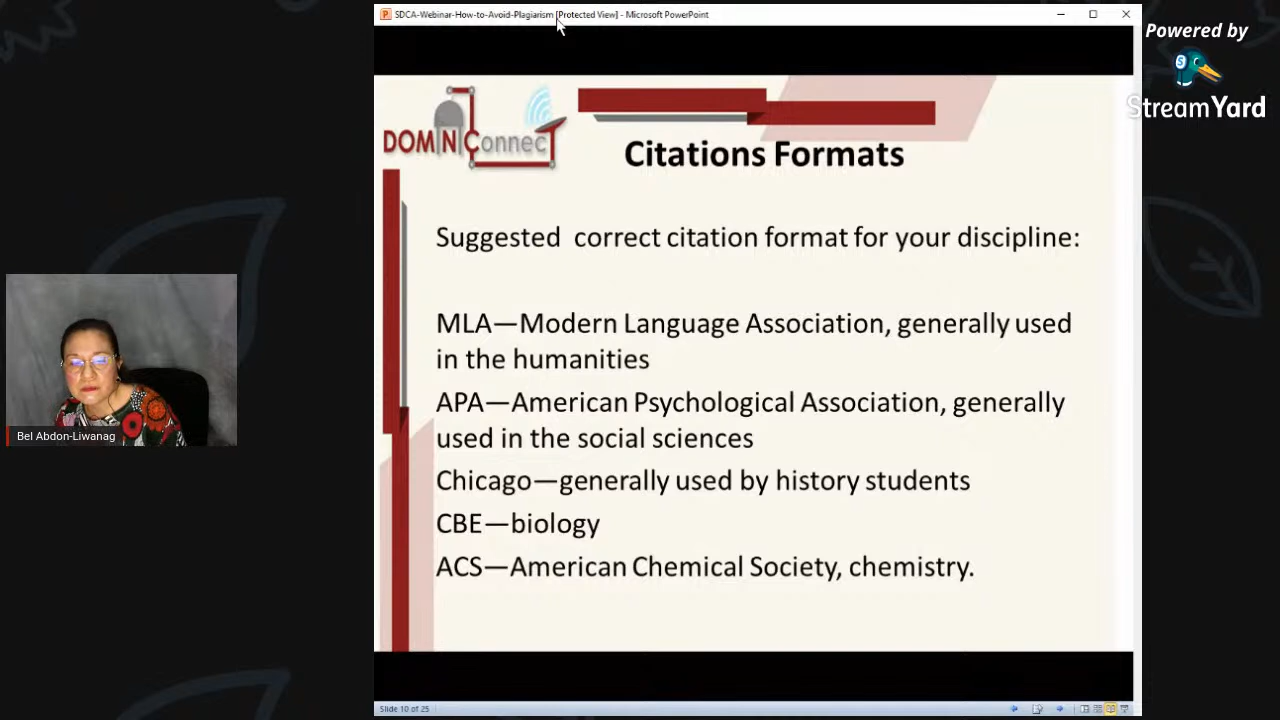 SDCA-Webinar-How-to-Avoid-Plagiarism [Protected View] - Microsoft PowerPoint
Powered by
StreamYard
DOMINConnecT
Citations Formats
Suggested  correct citation format for your discipline:
MLA—Modern Language Association, generally used
in the humanities
APA—American Psychological Association, generally
used in the social sciences
Chicago—generally used by history students
CBE—biology
ACS—American Chemical Society, chemistry.
Bel Abdon-Liwanag
Slide 10 of 25